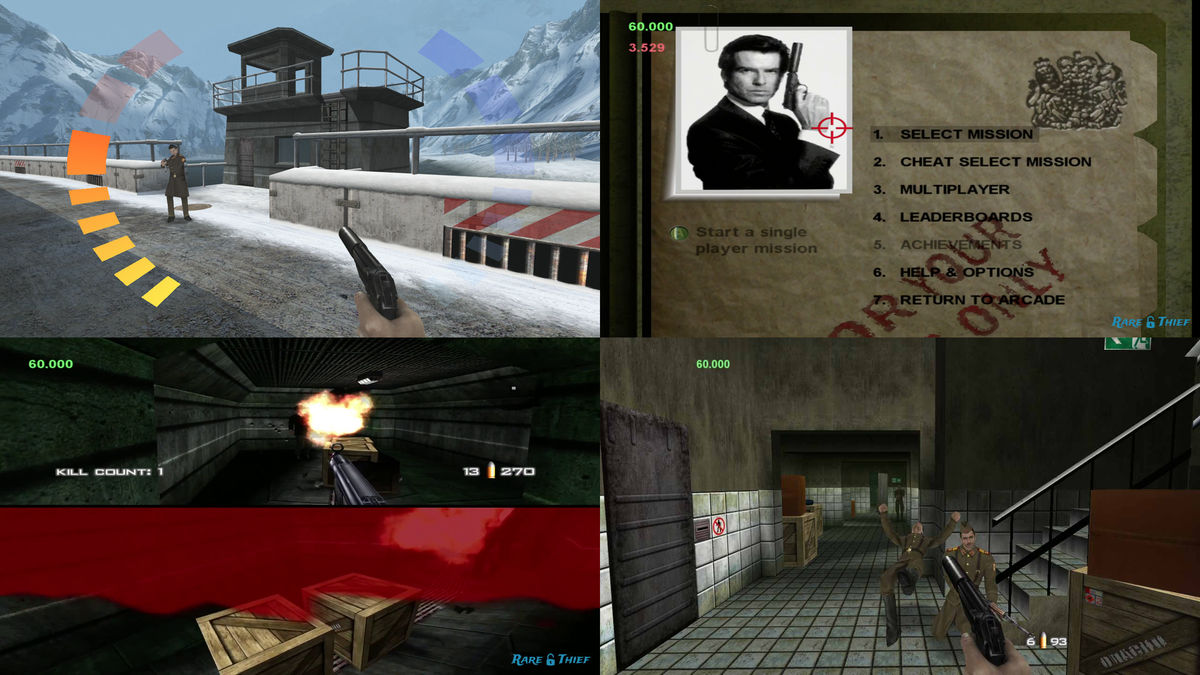 60.000
3.529
1. SELECT MISSION
2. CHEAT SELECT MISSION
3. MULTIPLAYER
4. LEADERBOARDS
5. ACHIEVEMENTS
6. HELP & OPTIONS
7. RETURN TO ARCADE
Start a single
player mission
OR YOUR
ONLY
RARE THIEF
60.000
KILL COUNT: 1
13 270
RARE THIEF
60.000
6 93